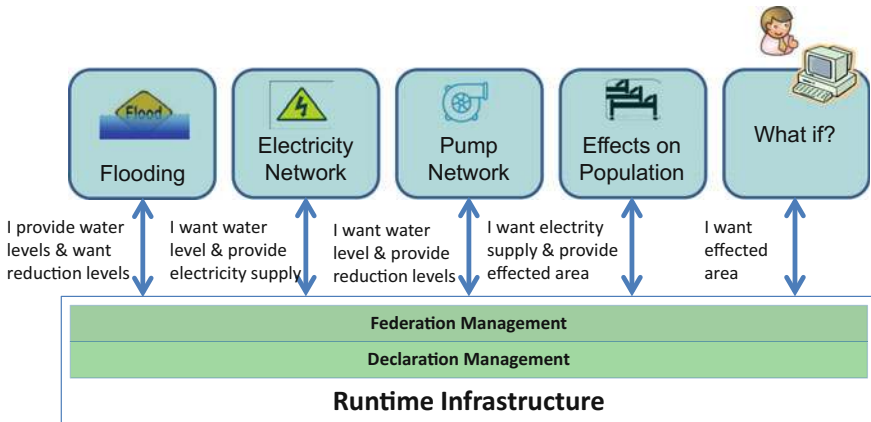 Flood
Flooding
Electricity
Network
Pump
Network
Effects on
Population
What if?
I provide water
levels & want
reduction levels
I want water
level & provide
electricity supply
I want water
level & provide
reduction levels
I want electrity
supply & provide
effected area
I want
effected
area
Federation Management
Declaration Management
Runtime Infrastructure